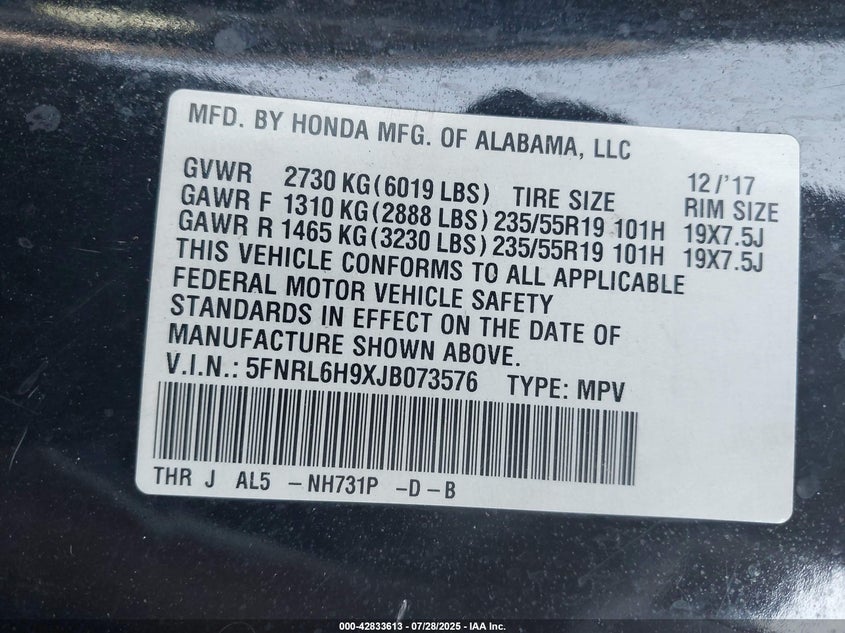 MFD. BY HONDA MFG. OF ALABAMA, LLC
12/'17
GVWR 2730 KG(6019 LBS) TIRE SIZE RIM SIZE
GAWR F 1310 KG(2888 LBS) 235/55R19 101H 19X7.5J
GAWR R 1465 KG(3230 LBS) 235/55R19 101H 19X7.5J
THIS VEHICLE CONFORMS TO ALL APPLICABLE
FEDERAL MOTOR VEHICLE SAFETY
STANDARDS IN EFFECT ON THE DATE OF
MANUFACTURE SHOWN ABOVE.
V.I.N.: 5FNRL6H9XJB073576 TYPE: MPV
THR J AL5 -NH731P -D-B
000-42833613 - 07/28/2025 - IAA Inc.